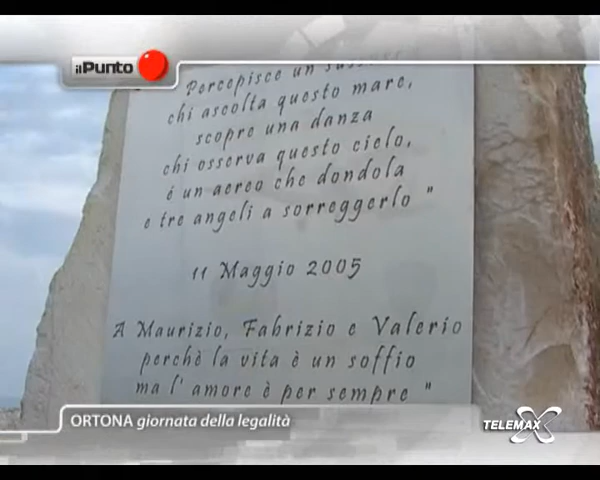 ilPunto
Percepisce un
chi ascolta questo mare,
scopre una danza
chi osserva questo cielo,
é un aereo che dondola
e tre angeli a sorreggerlo "
11 Maggio 2005
A Maurizio, Fabrizio e Valerio
perchè la vita è un soffio
ma l'amore è per sempre "
ORTONA giornata della legalità
TELEMAX